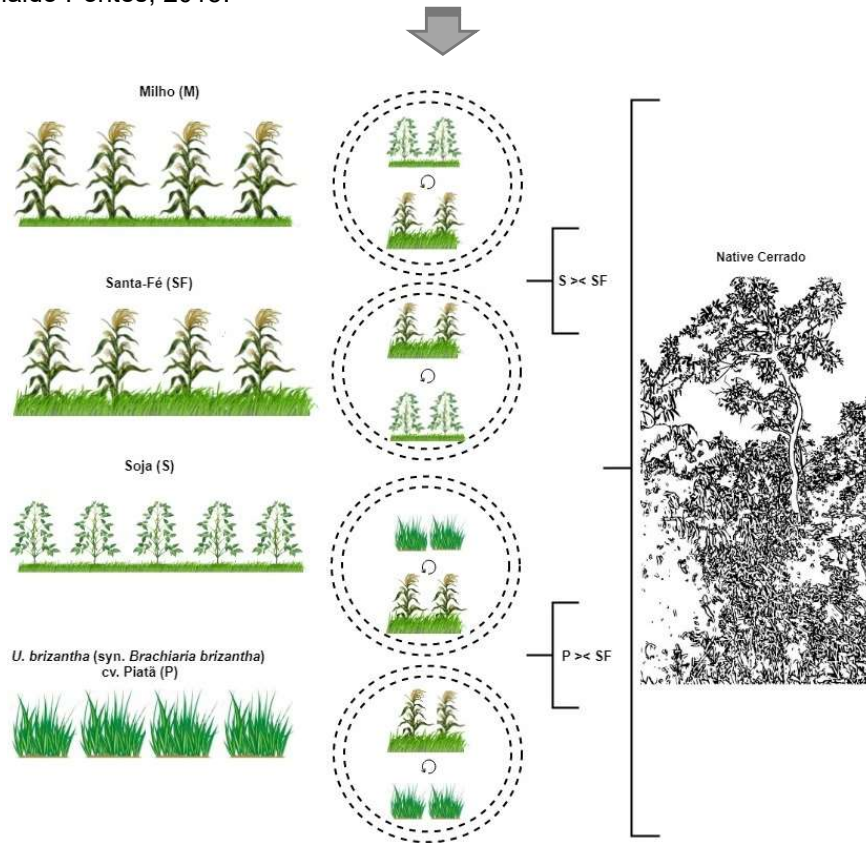 Milho (M)
Santa-Fé (SF)
Soja (S)
U. brizantha (syn. Brachiaria brizantha)
cv. Piatã (P)
S >< SF
P >< SF
Native Cerrado